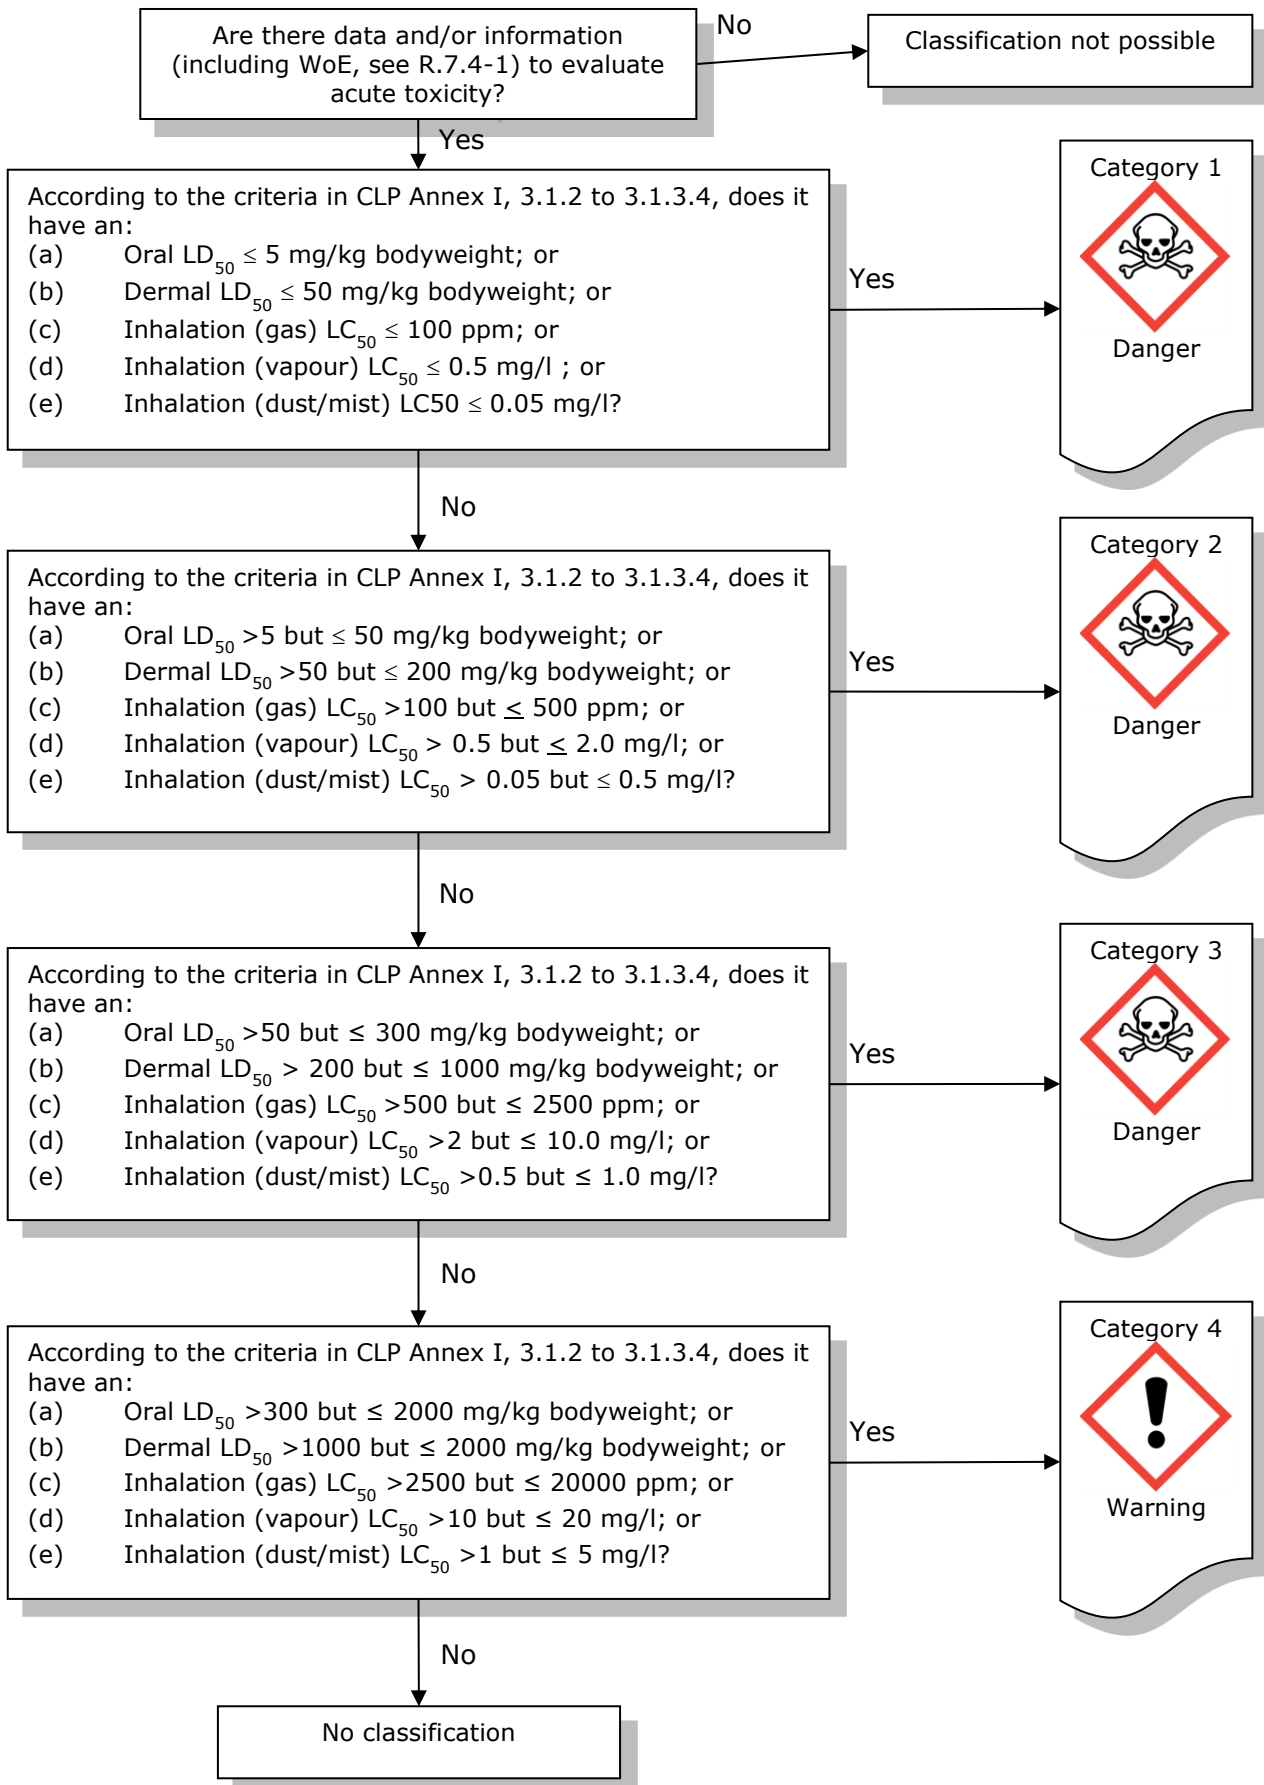 Are there data and/or information
(including WoE, see R.7.4-1) to evaluate
acute toxicity?
No
Classification not possible
Yes
According to the criteria in CLP Annex I, 3.1.2 to 3.1.3.4, does it
have an:
(a) Oral LD50 ≤ 5 mg/kg bodyweight; or
(b) Dermal LD50 ≤ 50 mg/kg bodyweight; or
(c) Inhalation (gas) LC50 ≤ 100 ppm; or
(d) Inhalation (vapour) LC50 ≤ 0.5 mg/l ; or
(e) Inhalation (dust/mist) LC50 ≤ 0.05 mg/l?
Yes
Category 1
Danger
No
According to the criteria in CLP Annex I, 3.1.2 to 3.1.3.4, does it
have an:
(a) Oral LD50 >5 but ≤ 50 mg/kg bodyweight; or
(b) Dermal LD50 >50 but ≤ 200 mg/kg bodyweight; or
(c) Inhalation (gas) LC50 >100 but ≤ 500 ppm; or
(d) Inhalation (vapour) LC50 > 0.5 but ≤ 2.0 mg/l; or
(e) Inhalation (dust/mist) LC50 > 0.05 but ≤ 0.5 mg/l?
Yes
Category 2
Danger
No
According to the criteria in CLP Annex I, 3.1.2 to 3.1.3.4, does it
have an:
(a) Oral LD50 >50 but ≤ 300 mg/kg bodyweight; or
(b) Dermal LD50 > 200 but ≤ 1000 mg/kg bodyweight; or
(c) Inhalation (gas) LC50 >500 but ≤ 2500 ppm; or
(d) Inhalation (vapour) LC50 >2 but ≤ 10.0 mg/l; or
(e) Inhalation (dust/mist) LC50 >0.5 but ≤ 1.0 mg/l?
Yes
Category 3
Danger
No
According to the criteria in CLP Annex I, 3.1.2 to 3.1.3.4, does it
have an:
(a) Oral LD50 >300 but ≤ 2000 mg/kg bodyweight; or
(b) Dermal LD50 >1000 but ≤ 2000 mg/kg bodyweight; or
(c) Inhalation (gas) LC50 >2500 but ≤ 20000 ppm; or
(d) Inhalation (vapour) LC50 >10 but ≤ 20 mg/l; or
(e) Inhalation (dust/mist) LC50 >1 but ≤ 5 mg/l?
Yes
Category 4
Warning
No
No classification